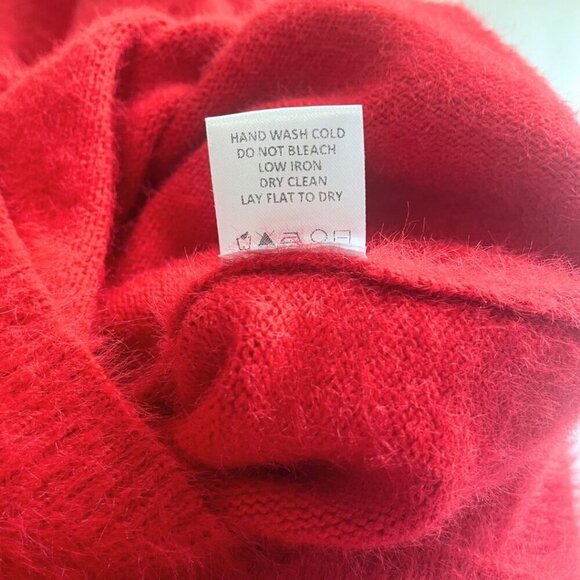 HAND WASH COLD
DO NOT BLEACH
LOW IRON
DRY CLEAN
LAY FLAT TO DRY